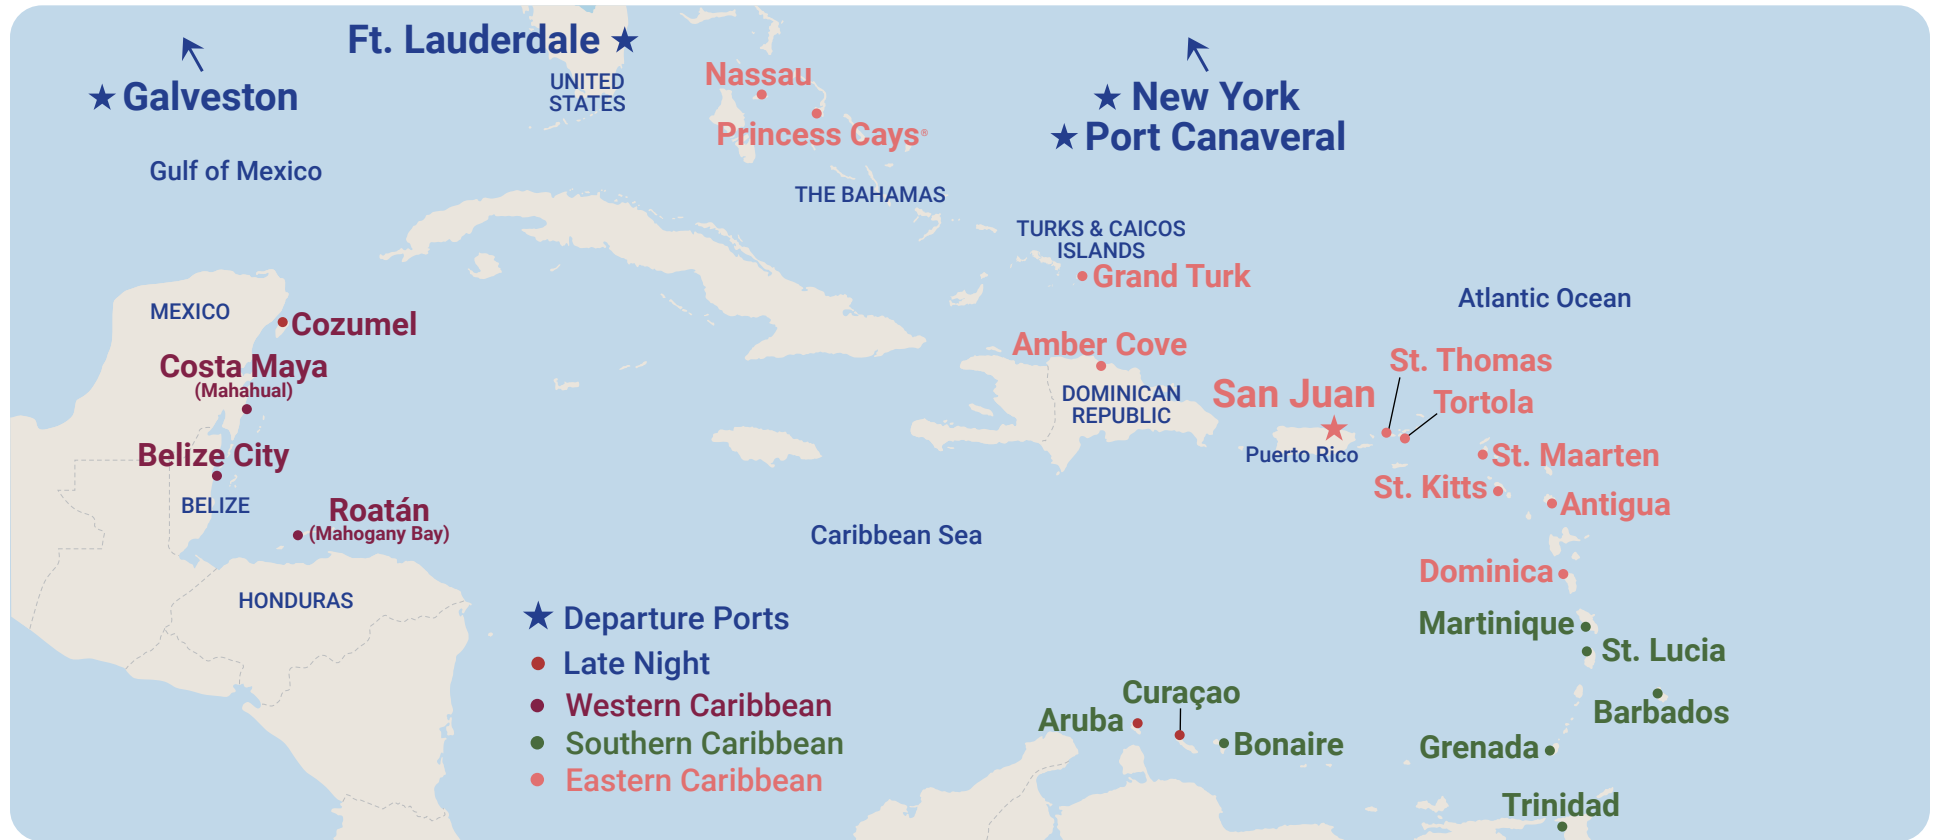 Ft. Lauderdale
Galveston
UNITED
STATES
Nassau
Princess Cays®
New York
Port Canaveral
Gulf of Mexico
THE BAHAMAS
TURKS & CAICOS
ISLANDS
Grand Turk
Atlantic Ocean
MEXICO
Cozumel
Costa Maya
(Mahahual)
Amber Cove
DOMINICAN
REPUBLIC
San Juan
Puerto Rico
St. Thomas
Tortola
St. Maarten
St. Kitts
Antigua
Belize City
BELIZE
Roatán
(Mahogany Bay)
Caribbean Sea
HONDURAS
Dominica
Martinique
St. Lucia
Barbados
Grenada
Trinidad
Curaçao
Aruba
Bonaire
Departure Ports
Late Night
Western Caribbean
Southern Caribbean
Eastern Caribbean